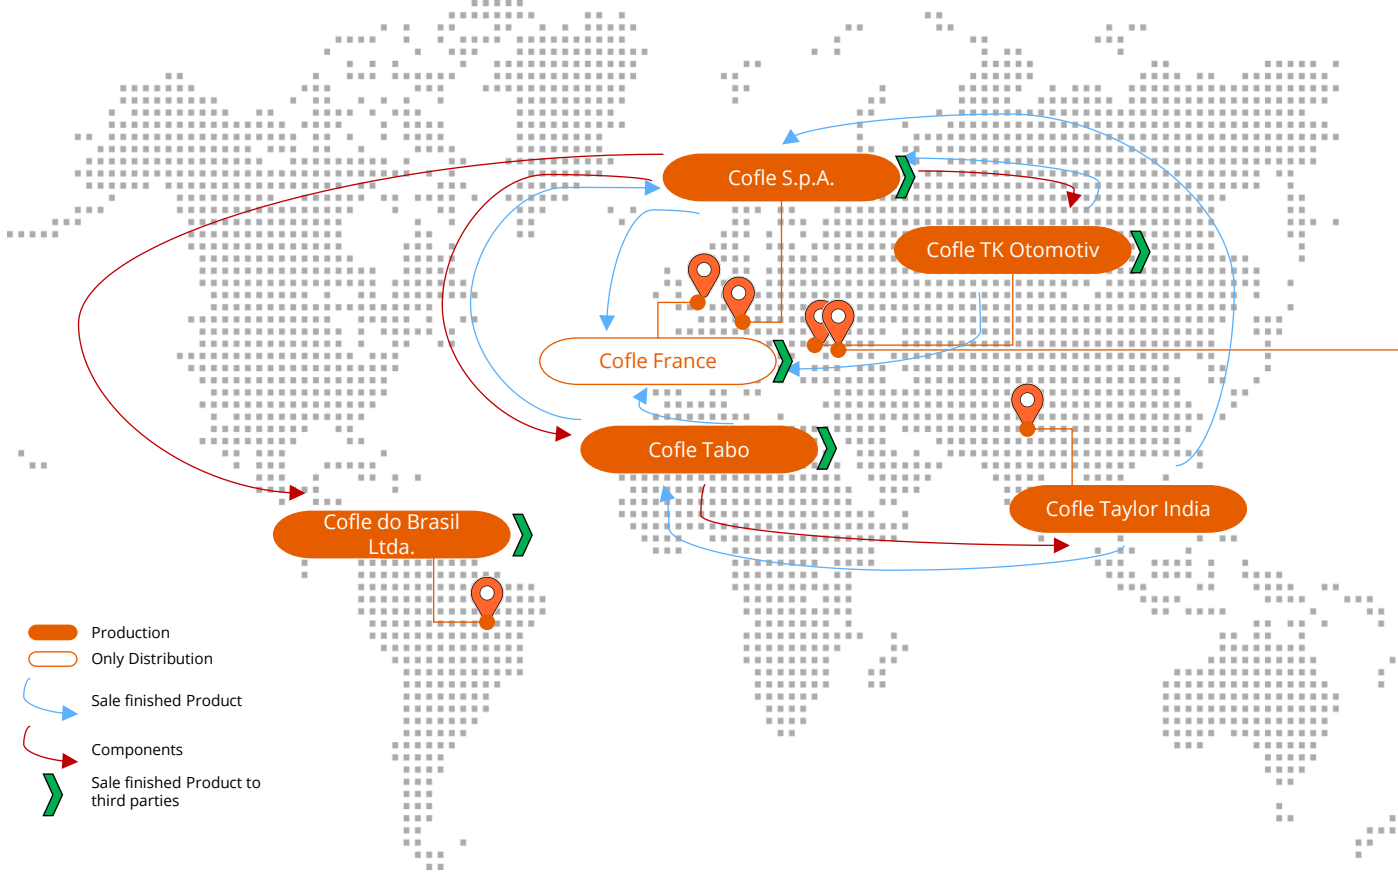 Cofle S.p.A.
Cofle TK Otomotiv
Cofle France
Cofle Tabo
Cofle Taylor India
Cofle do Brasil
Ltda.
Production
Only Distribution
Sale finished Product
Components
Sale finished Product to
third parties